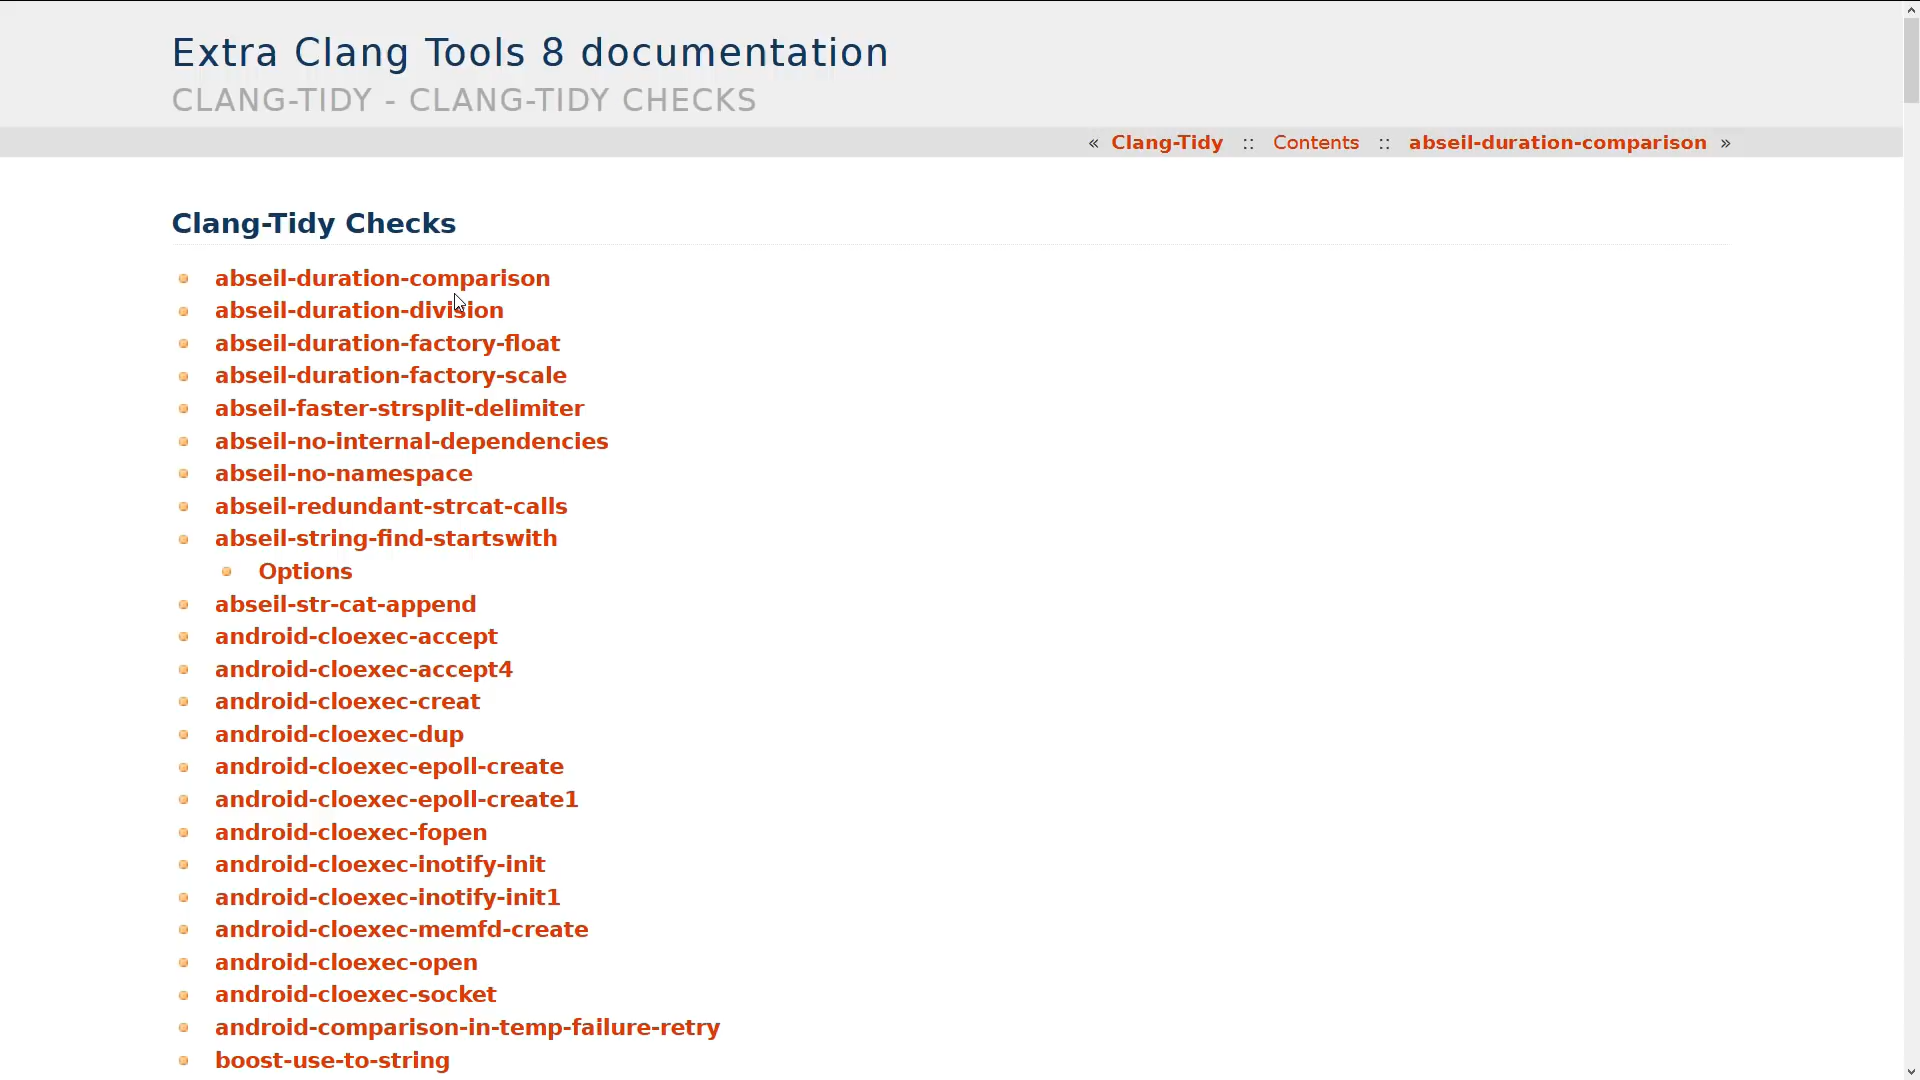 Extra Clang Tools 8 documentation
CLANG-TIDY - CLANG-TIDY CHECKS
« Clang-Tidy :: Contents :: abseil-duration-comparison »
Clang-Tidy Checks
abseil-duration-comparison
abseil-duration-division
abseil-duration-factory-float
abseil-duration-factory-scale
abseil-faster-strsplit-delimiter
abseil-no-internal-dependencies
abseil-no-namespace
abseil-redundant-strcat-calls
abseil-string-find-startswith
Options
abseil-str-cat-append
android-cloexec-accept
android-cloexec-accept4
android-cloexec-creat
android-cloexec-dup
android-cloexec-epoll-create
android-cloexec-epoll-create1
android-cloexec-fopen
android-cloexec-inotify-init
android-cloexec-inotify-init1
android-cloexec-memfd-create
android-cloexec-open
android-cloexec-socket
android-comparison-in-temp-failure-retry
boost-use-to-string